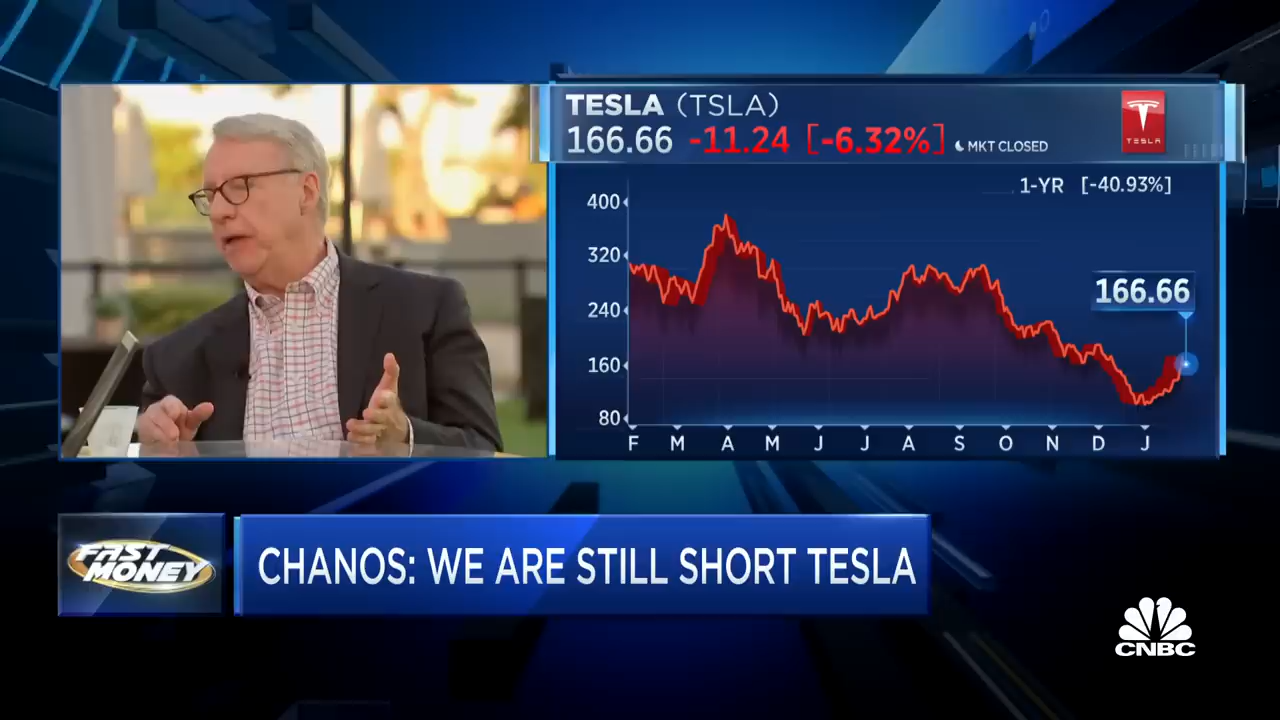 TESLA (TSLA)
166.66 -11.24 [-6.32%] MKT CLOSED
TESLA
1-YR [-40.93%]
400
320
240
160
80
166.66
F M A M J J A S O N D J
FAST MONEY
CHANOS: WE ARE STILL SHORT TESLA
CNBC